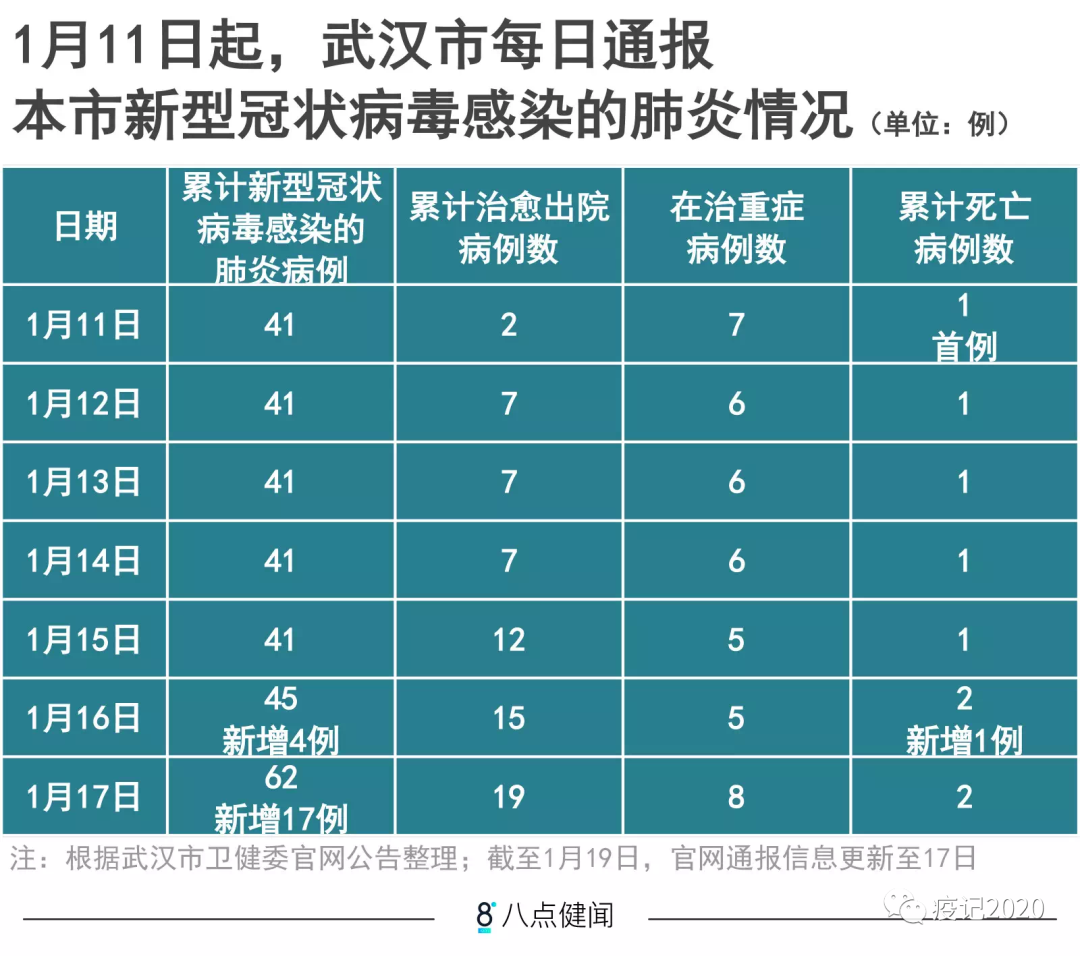 1月11日起，武汉市每日通报
本市新型冠状病毒感染的肺炎情况（单位：例）
日期
累计新型冠状
病毒感染的
肺炎病例
累计治愈出院
病例数
在治重症
病例数
累计死亡
病例数
1月11日
41
2
7
1
首例
1月12日
41
7
6
1
1月13日
41
7
6
1
1月14日
41
7
6
1
1月15日
41
12
5
1
1月16日
45
新增4例
15
5
2
新增1例
1月17日
62
新增17例
19
8
2
注：根据武汉市卫健委官网公告整理；截至1月19日，官网通报信息更新至17日
8°八点健闻
疫记2020